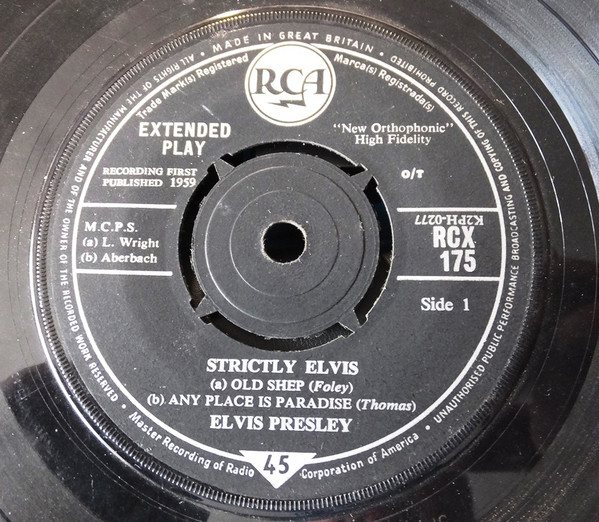 MADE IN GREAT BRITAIN •
ALL RIGHTS OF THE MANUFACTURER AND OF THE OWNER OF THE RECORDED WORK RESERVED •
UNAUTHORISED PUBLIC PERFORMANCE BROADCASTING AND COPYING OF THIS RECORD PROHIBITED •
Trade Mark(s) Registered
Marca(s) Registrada(s)
RCA
EXTENDED
PLAY
"New Orthophonic"
High Fidelity
RECORDING FIRST
PUBLISHED 1959
O/T
M.C.P.S.
(a) L. Wright
(b) Aberbach
K2PH-0277
RCX
175
Side 1
STRICTLY ELVIS
(a) OLD SHEP (Foley)
(b) ANY PLACE IS PARADISE (Thomas)
ELVIS PRESLEY
Master Recording of Radio Corporation of America •
45